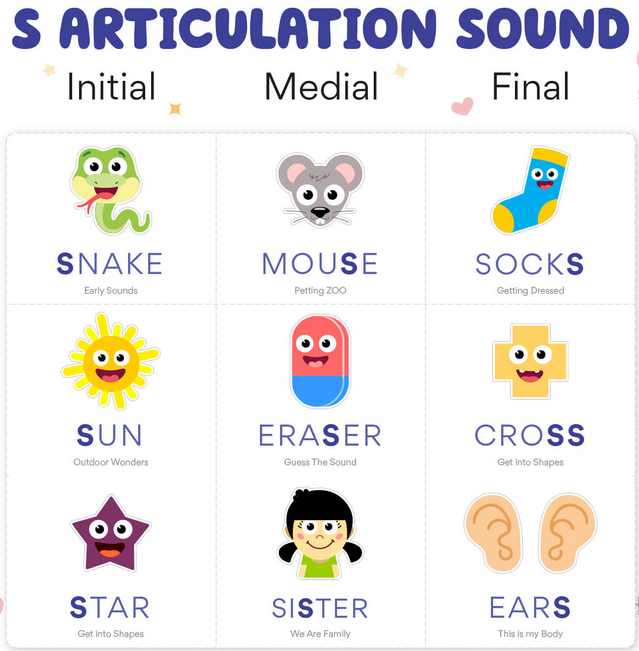 S ARTICULATION SOUND
Initial Medial Final
SNAKE MOUSE SOCKS
Early Sounds Petting ZOO Getting Dressed
SUN ERASER CROSS
Outdoor Wonders Guess The Sound Get into Shapes
STAR SISTER EARS
Get into Shapes We Are Family This is my Body